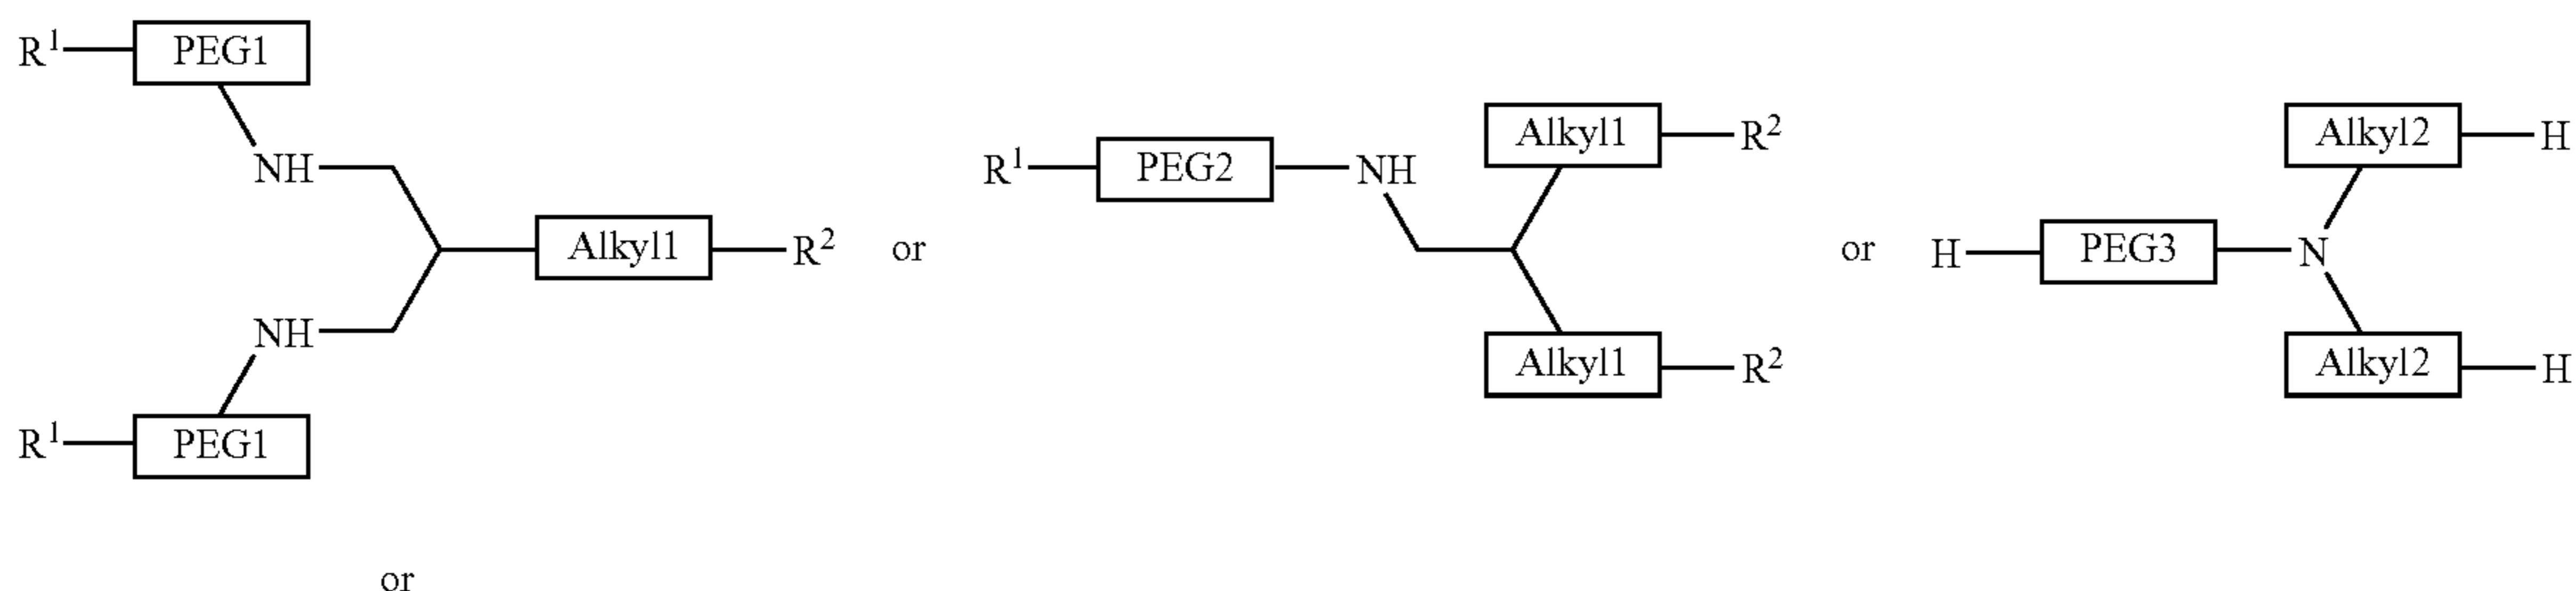 R¹ PEG1
NH
Alkyl1 R²
NH
R¹ PEG1
or
R¹ PEG2 NH
Alkyl1 R²
Alkyl1 R²
or
H PEG3 N
Alkyl2 H
Alkyl2 H
or